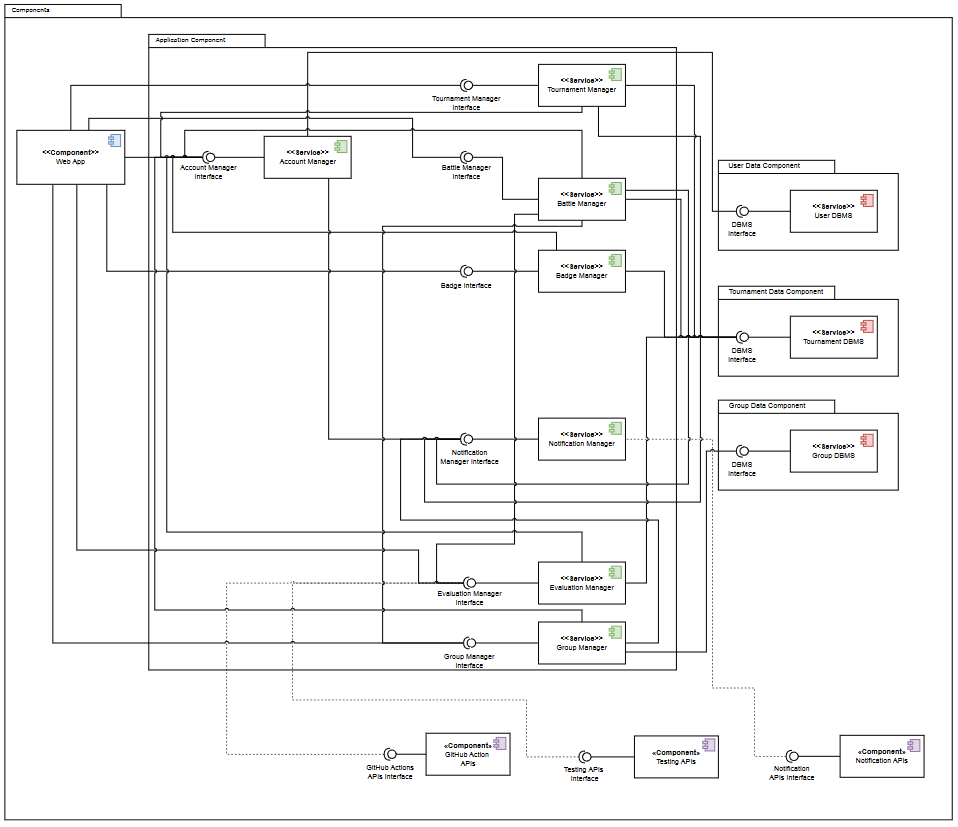 Components
Application Component
<<Service>>
Tournament Manager
Tournament Manager
Interface
<<Component>>
Web App
<<Service>>
Account Manager
Account Manager
Interface
Battle Manager
Interface
<<Service>>
Battle Manager
User Data Component
<<Service>>
User DBMS
DBMS
Interface
<<Service>>
Badge Manager
Badge Interface
Tournament Data Component
<<Service>>
Tournament DBMS
DBMS
Interface
Group Data Component
<<Service>>
Group DBMS
DBMS
Interface
<<Service>>
Notification Manager
Notification
Manager Interface
<<Service>>
Evaluation Manager
Evaluation Manager
Interface
<<Service>>
Group Manager
Group Manager
Interface
«Component»
GitHub Action
APIs
GitHub Actions
APIs Interface
«Component»
Testing APIs
Testing APIs
Interface
«Component»
Notification APIs
Notification
APIs Interface